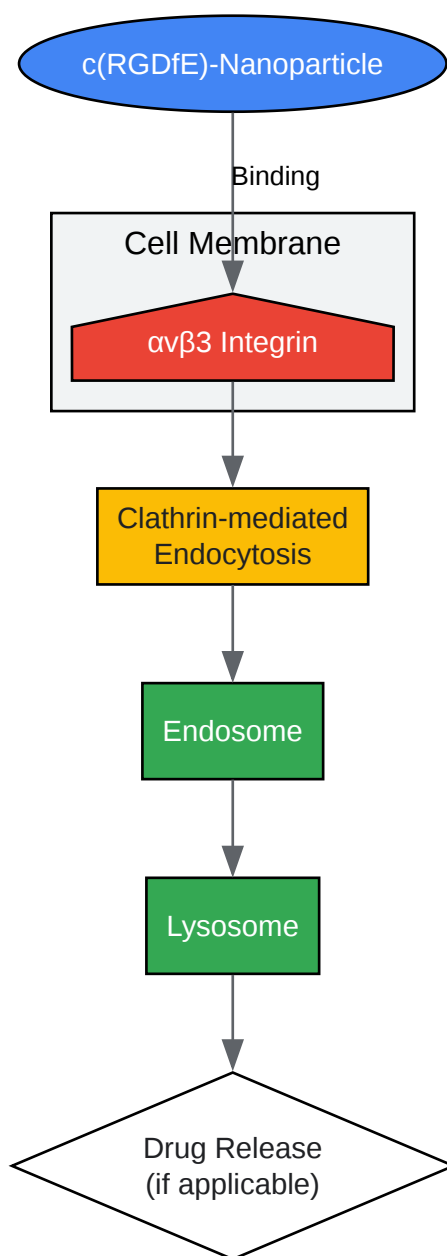 c(RGDfE)-Nanoparticle
Binding
Cell Membrane
αvβ3 Integrin
Clathrin-mediated
Endocytosis
Endosome
Lysosome
Drug Release
(if applicable)